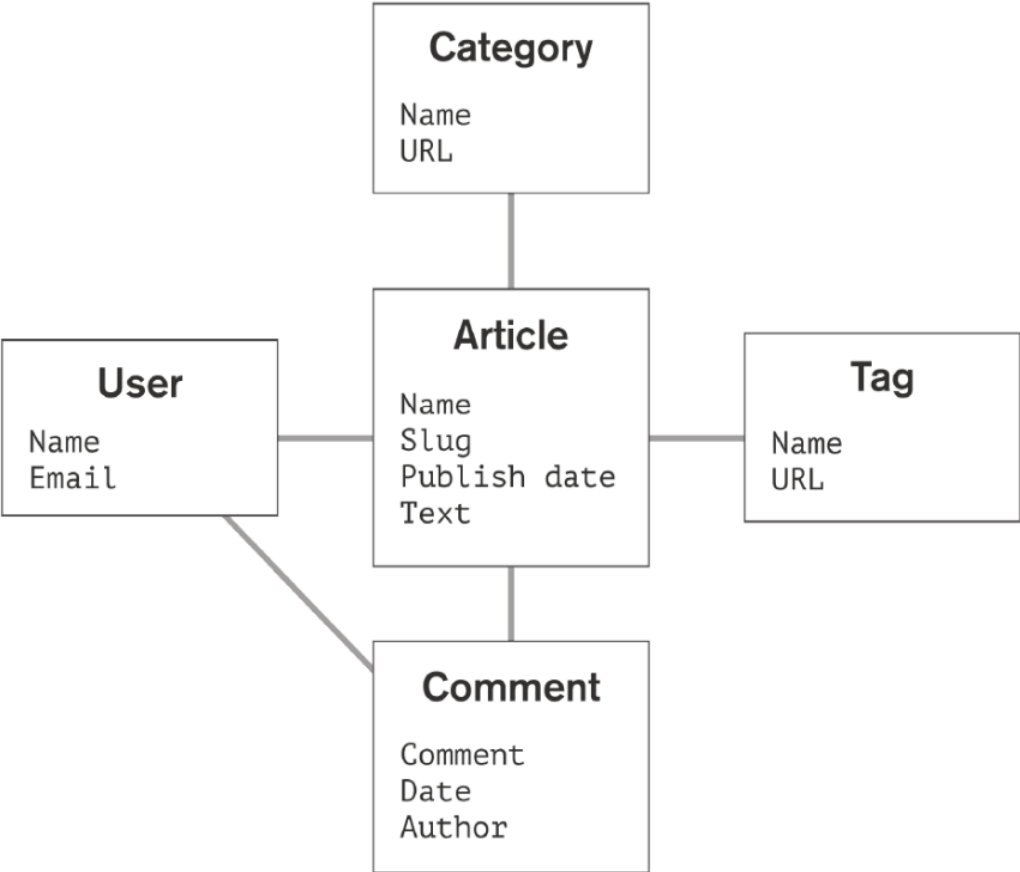 Category
Name
URL
Article
Name
Slug
Publish date
Text
User
Name
Email
Tag
Name
URL
Comment
Comment
Date
Author